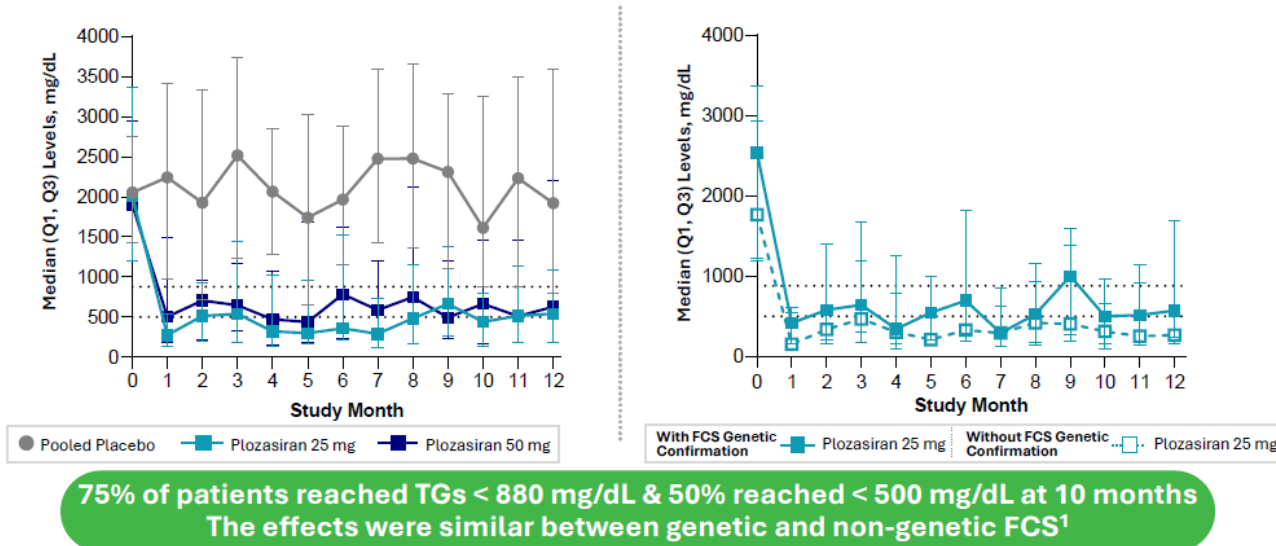 Median (Q1, Q3) Levels, mg/dL
4000
3500
3000
2500
2000
1500
1000
500
0
0 1 2 3 4 5 6 7 8 9 10 11 12
Study Month
Pooled Placebo Plozasiran 25 mg Plozasiran 50 mg
Median (Q1, Q3) Levels, mg/dL
4000
3000
2000
1000
0
0 1 2 3 4 5 6 7 8 9 10 11 12
Study Month
With FCS Genetic
Confirmation
Plozasiran 25 mg
Without FCS Genetic
Confirmation
Plozasiran 25 mg
75% of patients reached TGs < 880 mg/dL & 50% reached < 500 mg/dL at 10 months
The effects were similar between genetic and non-genetic FCS¹